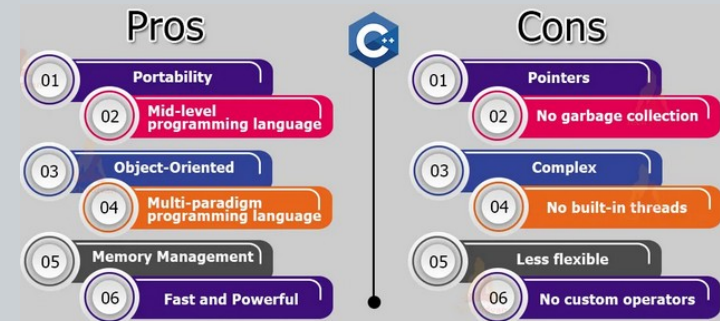 Pros
01
Portability
02
Mid-level
programming language
03
Object-Oriented
04
Multi-paradigm
programming language
05
Memory Management
06
Fast and Powerful
C++
Cons
01
Pointers
02
No garbage collection
03
Complex
04
No built-in threads
05
Less flexible
06
No custom operators